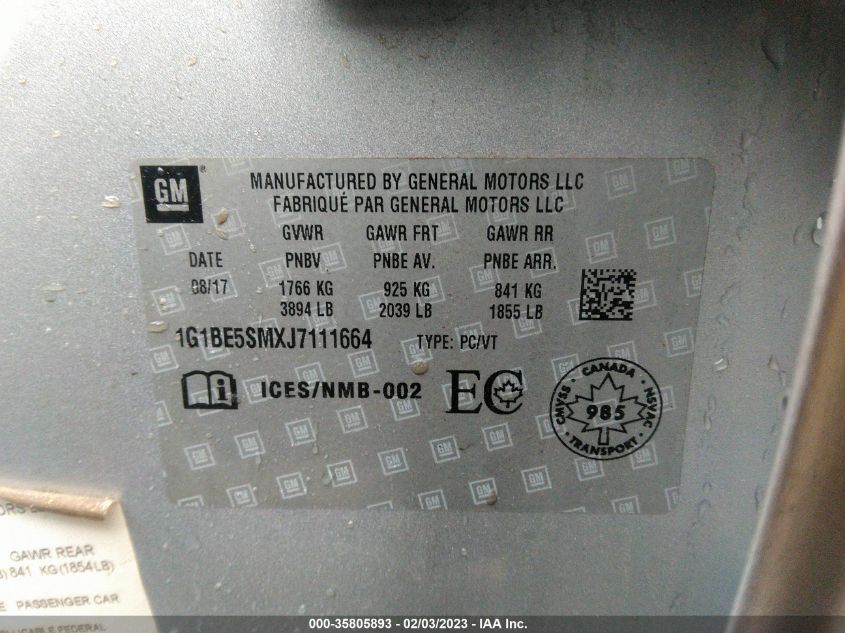 GM ®
MANUFACTURED BY GENERAL MOTORS LLC
FABRIQUÉ PAR GENERAL MOTORS LLC
GVWR GAWR FRT GAWR RR
DATE PNBV PNBE AV. PNBE ARR.
08/17 1766 KG 925 KG 841 KG
3894 LB 2039 LB 1855 LB
1G1BE5SMXJ7111664 TYPE: PC/VT
i ICES/NMB-002 EC
CANADA
CMVSS 985 NSVAC
TRANSPORT
GAWR REAR
841 KG (1854LB)
PASSENGER CAR
FEDERAL
000-35805893 - 02/03/2023 - IAA Inc.